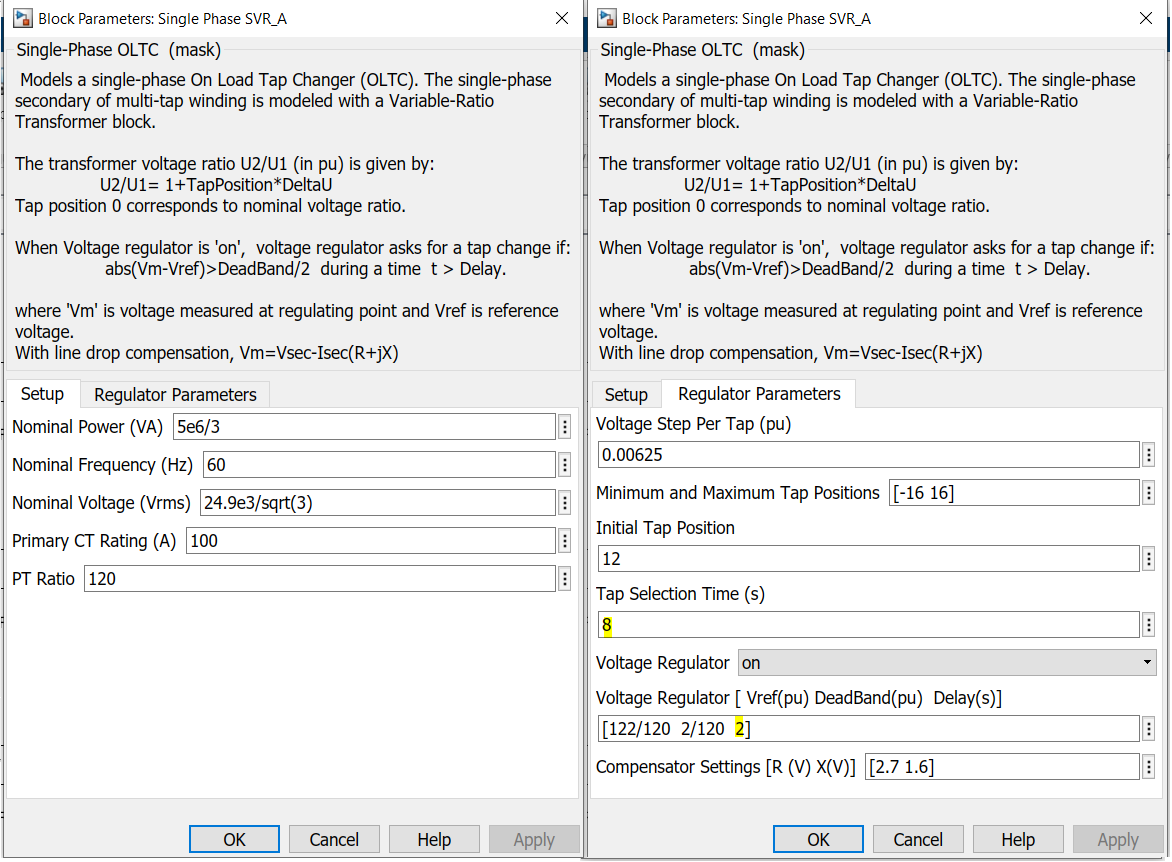 Block Parameters: Single Phase SVR_A
Single-Phase OLTC (mask)
Models a single-phase On Load Tap Changer (OLTC). The single-phase
secondary of multi-tap winding is modeled with a Variable-Ratio
Transformer block.
The transformer voltage ratio U2/U1 (in pu) is given by:
U2/U1= 1+TapPosition*DeltaU
Tap position 0 corresponds to nominal voltage ratio.
When Voltage regulator is 'on', voltage regulator asks for a tap change if:
abs(Vm-Vref)>DeadBand/2 during a time t > Delay.
where 'Vm' is voltage measured at regulating point and Vref is reference
voltage.
With line drop compensation, Vm=Vsec-Isec(R+jX)
Setup Regulator Parameters
Nominal Power (VA) 5e6/3
Nominal Frequency (Hz) 60
Nominal Voltage (Vrms) 24.9e3/sqrt(3)
Primary CT Rating (A) 100
PT Ratio 120
OK Cancel Help Apply
Block Parameters: Single Phase SVR_A
Single-Phase OLTC (mask)
Models a single-phase On Load Tap Changer (OLTC). The single-phase
secondary of multi-tap winding is modeled with a Variable-Ratio
Transformer block.
The transformer voltage ratio U2/U1 (in pu) is given by:
U2/U1= 1+TapPosition*DeltaU
Tap position 0 corresponds to nominal voltage ratio.
When Voltage regulator is 'on', voltage regulator asks for a tap change if:
abs(Vm-Vref)>DeadBand/2 during a time t > Delay.
where 'Vm' is voltage measured at regulating point and Vref is reference
voltage.
With line drop compensation, Vm=Vsec-Isec(R+jX)
Setup Regulator Parameters
Voltage Step Per Tap (pu)
0.00625
Minimum and Maximum Tap Positions [-16 16]
Initial Tap Position
12
Tap Selection Time (s)
8
Voltage Regulator on
Voltage Regulator [ Vref(pu) DeadBand(pu) Delay(s)]
[122/120 2/120 2]
Compensator Settings [R (V) X(V)] [2.7 1.6]
OK Cancel Help Apply